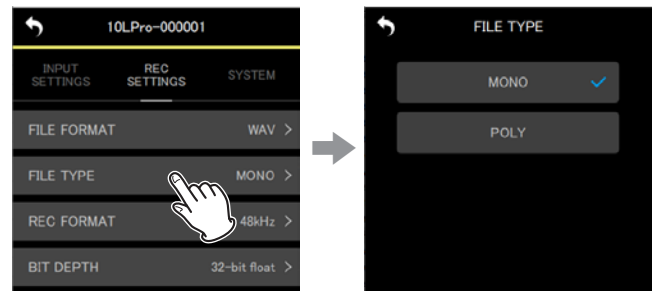 10LPro-000001
INPUT SETTINGS
REC SETTINGS
SYSTEM
FILE FORMAT WAV >
FILE TYPE MONO >
REC FORMAT 48kHz >
BIT DEPTH 32-bit float >
FILE TYPE
MONO
POLY